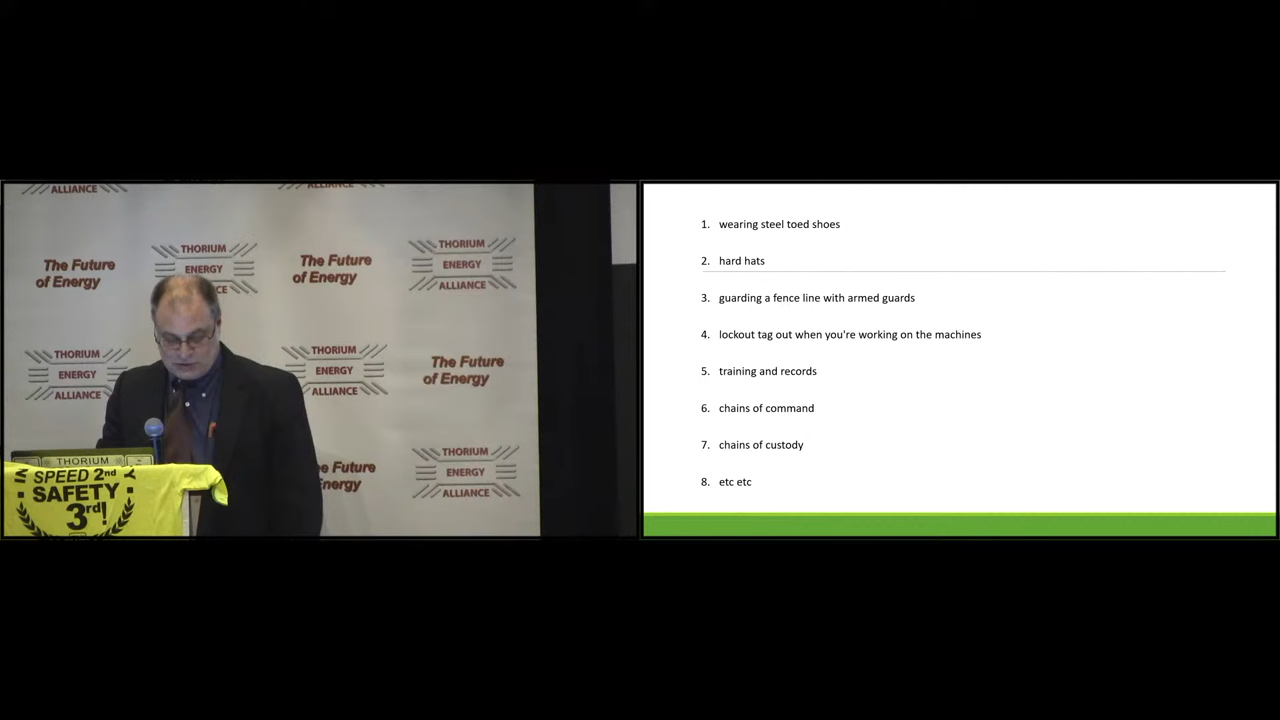 ALLIANCE
ALLIANCE
The Future
of Energy
THORIUM
ENERGY
CE
The Future
of Energy
THORIUM
ENERGY
ALLIANCE
THORIUM
ENERGY
ALLIANCE
THORIUM
ENERGY
ALLIANCE
The Future
of Energy
e Future
nergy
THORIUM
ENERGY
ALLIANCE
THORIUM
SPEED 2nd
SAFETY
3rd!
1. wearing steel toed shoes
2. hard hats
3. guarding a fence line with armed guards
4. lockout tag out when you're working on the machines
5. training and records
6. chains of command
7. chains of custody
8. etc etc